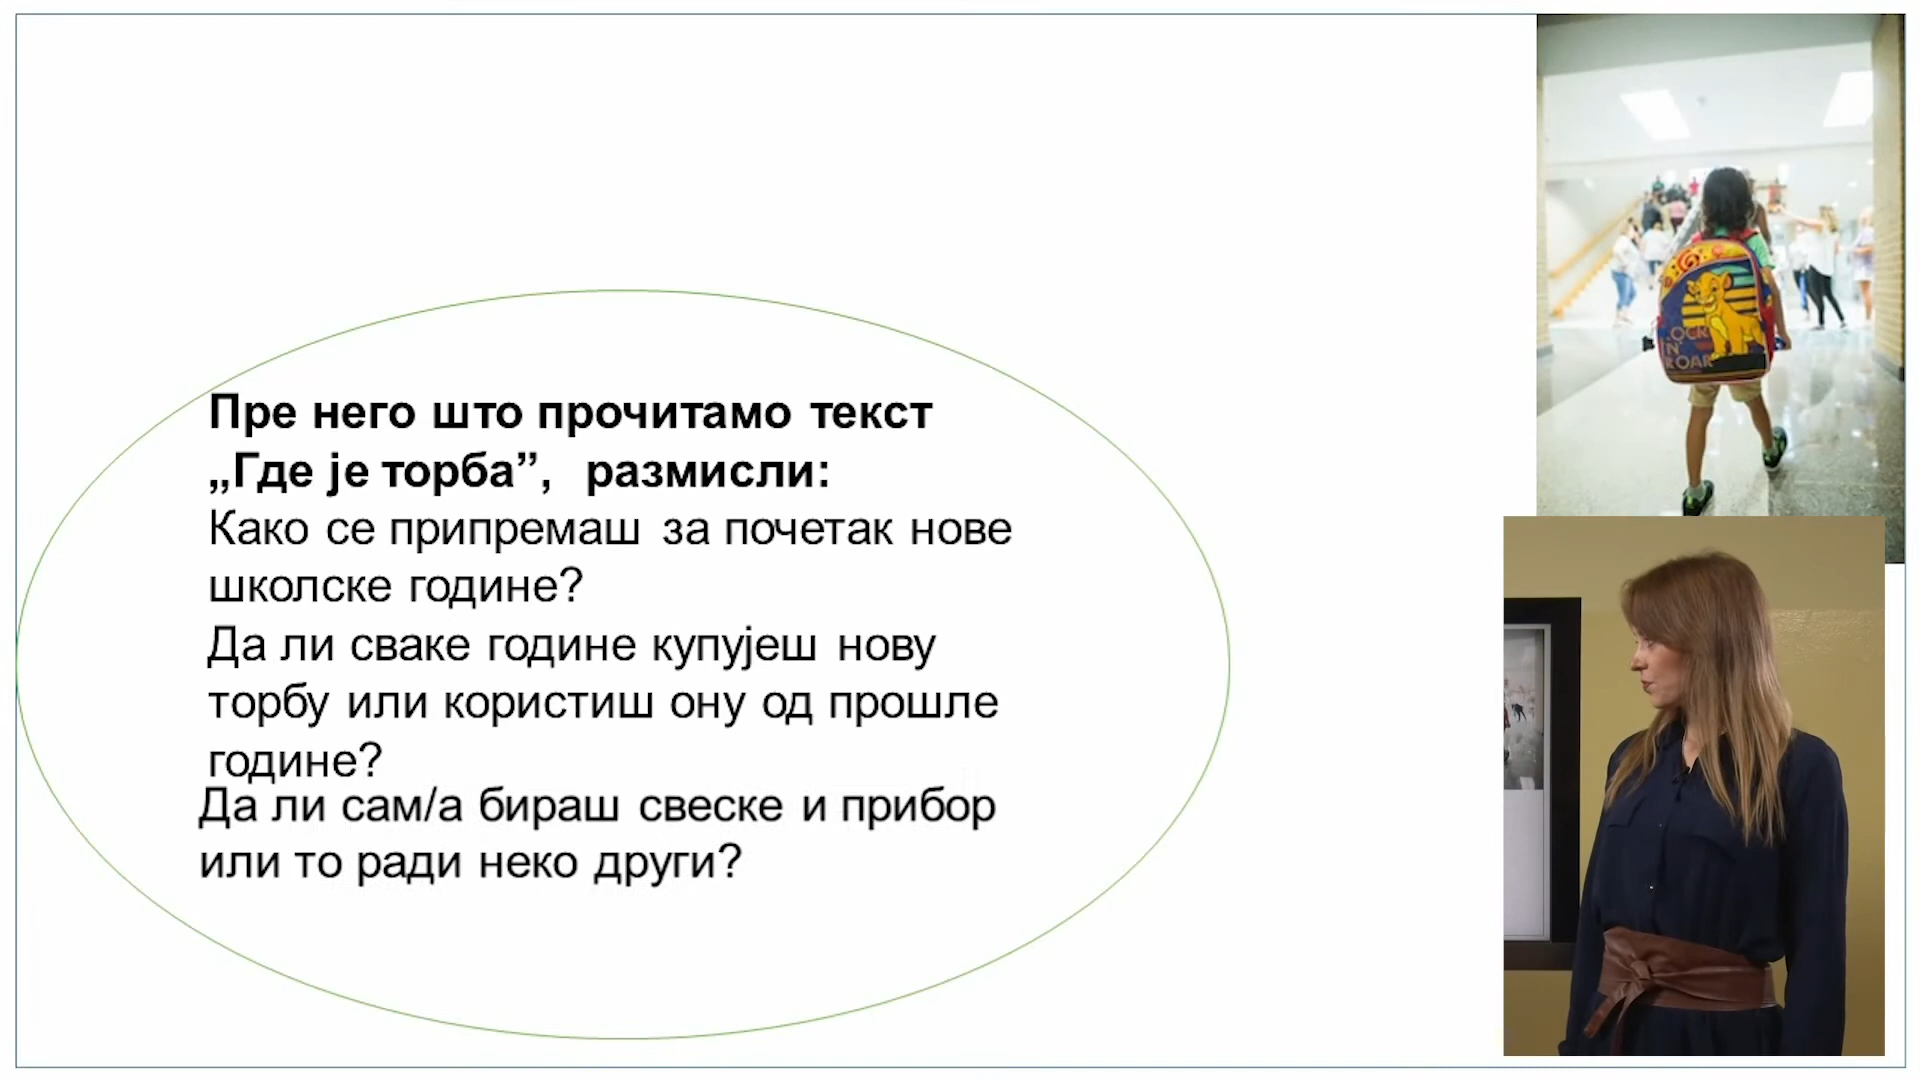 Пре него што прочитамо текст
„Где је торба”, размисли:
Како се припремаш за почетак нове
школске године?
Да ли сваке године купујеш нову
торбу или користиш ону од прошле
године?
Да ли сам/а бираш свеске и прибор
или то ради неко други?
N'
ROAR